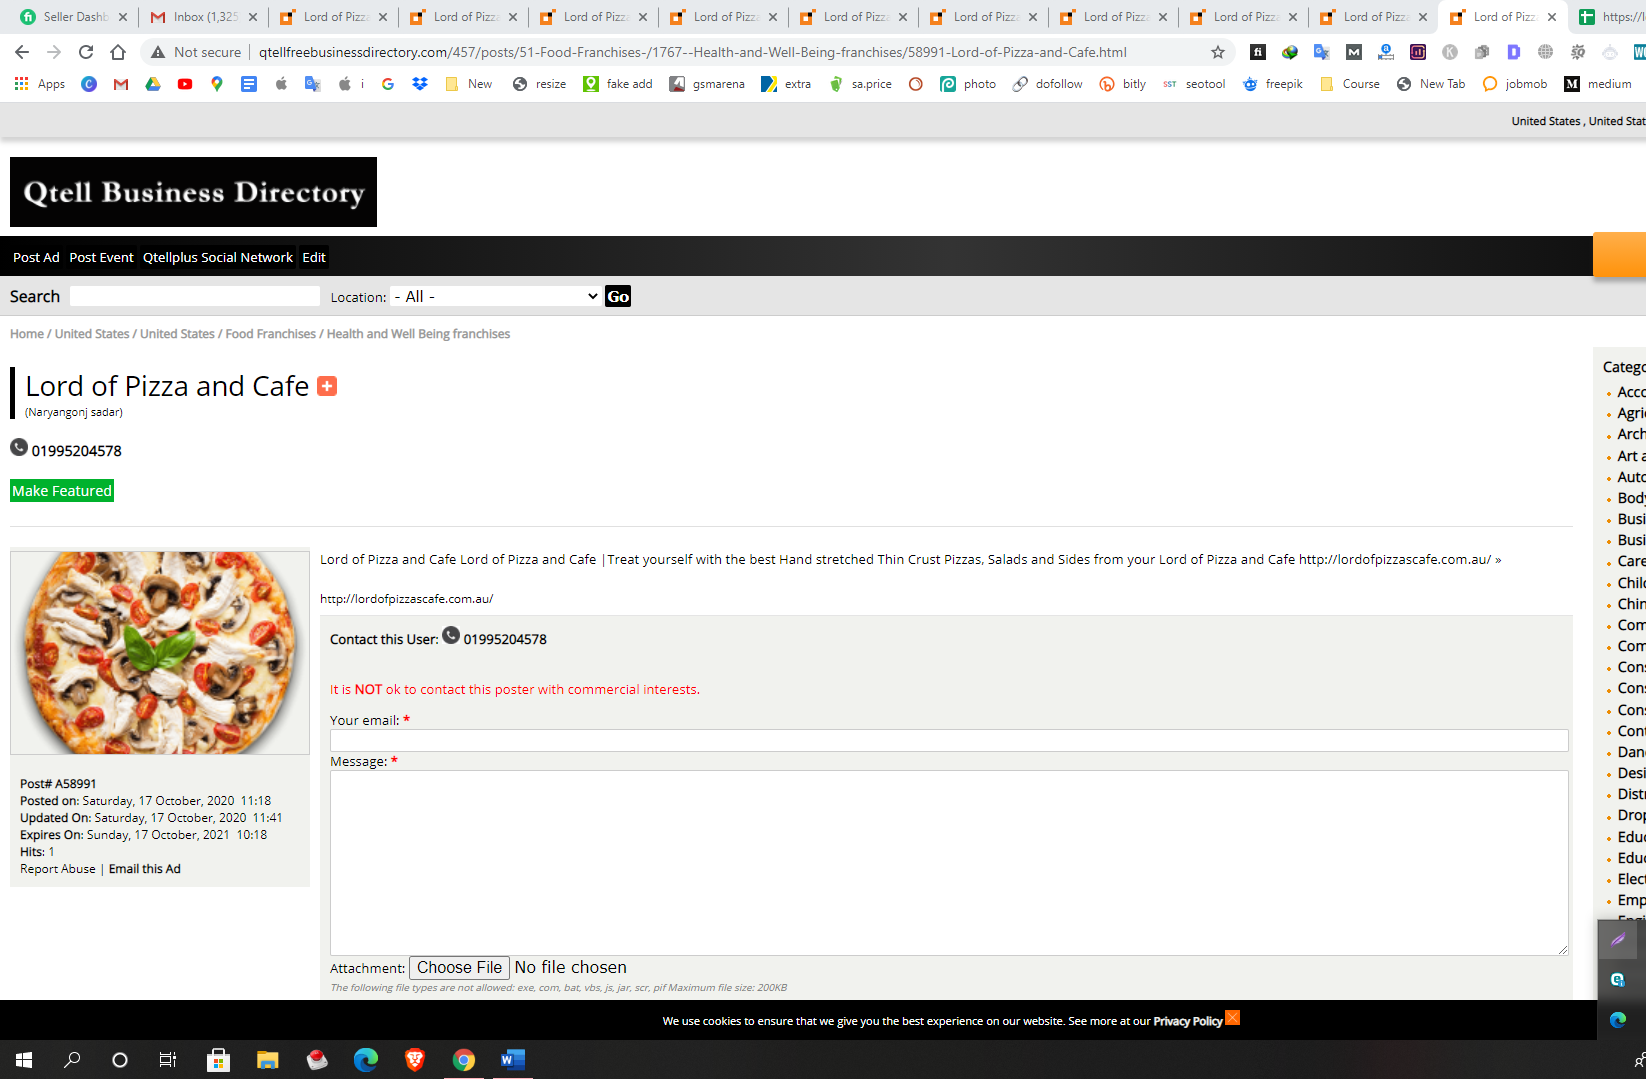 Seller Dashb
Inbox (1,325
Lord of Pizza
Lord of Pizza
Lord of Pizza
Lord of Pizza
Lord of Pizza
Lord of Pizza
Lord of Pizza
Lord of Pizza
Lord of Pizza
Lord of Pizza
https://l
Not secure
qtellfreebusinessdirectory.com/457/posts/51-Food-Franchises-/1767--Health-and-Well-Being-franchises/58991-Lord-of-Pizza-and-Cafe.html
Apps
i
New
resize
fake add
gsmarena
extra
sa.price
photo
dofollow
bitly
SST seotool
freepik
Course
New Tab
jobmob
medium
United States , United Stat
Qtell Business Directory
Post Ad Post Event Qtellplus Social Network Edit
Search Location: - All - Go
Home / United States / United States / Food Franchises / Health and Well Being franchises
Lord of Pizza and Cafe
(Naryangonj sadar)
01995204578
Make Featured
Lord of Pizza and Cafe Lord of Pizza and Cafe |Treat yourself with the best Hand stretched Thin Crust Pizzas, Salads and Sides from your Lord of Pizza and Cafe http://lordofpizzascafe.com.au/ »
http://lordofpizzascafe.com.au/
Contact this User: 01995204578
It is NOT ok to contact this poster with commercial interests.
Your email: *
Message: *
Attachment: Choose File No file chosen
The following file types are not allowed: exe, com, bat, vbs, js, jar, scr, pif Maximum file size: 200KB
Post# A58991
Posted on: Saturday, 17 October, 2020 11:18
Updated On: Saturday, 17 October, 2020 11:41
Expires On: Sunday, 17 October, 2021 10:18
Hits: 1
Report Abuse | Email this Ad
Catego
Acco
Agri
Arch
Art a
Auto
Body
Busi
Busi
Care
Chil
Chin
Com
Com
Cons
Cons
Cons
Cont
Danc
Desi
Distr
Drop
Educ
Educ
Elect
Emp
We use cookies to ensure that we give you the best experience on our website. See more at our Privacy Policy